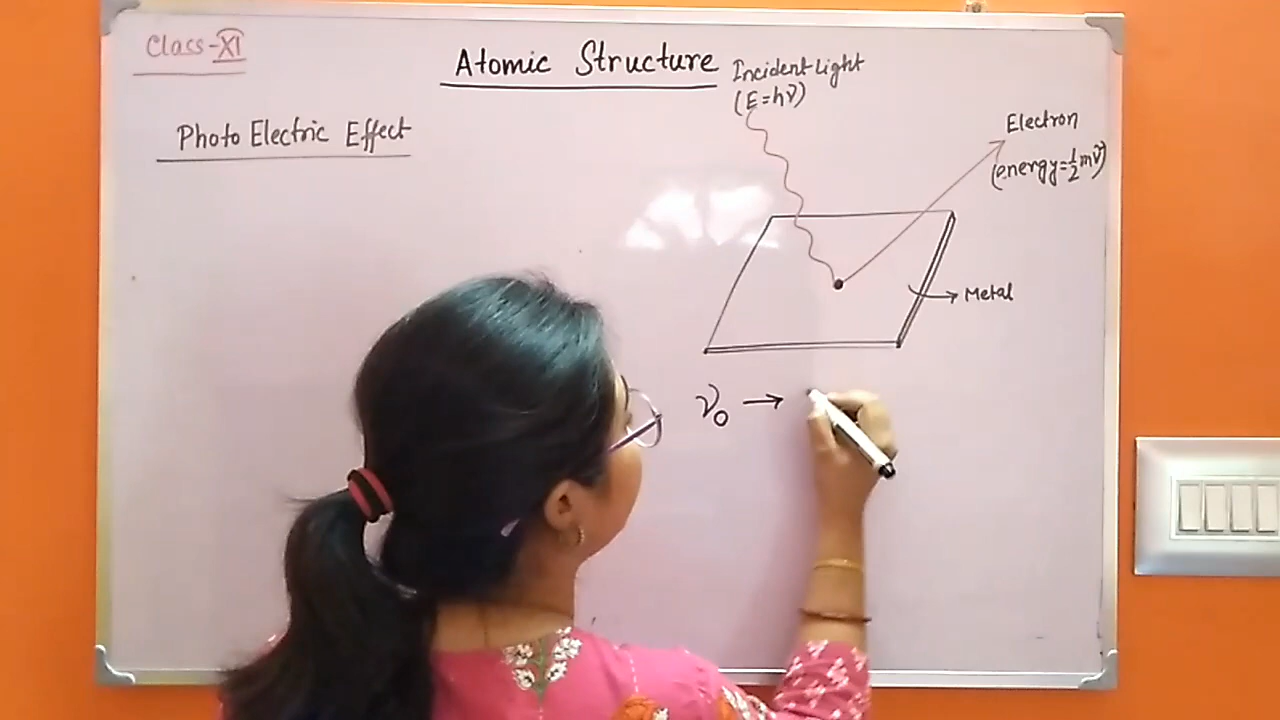 Class-XI
Atomic Structure
Photo Electric Effect
Incident Light
(E=hν)
Electron
(energy=½mv²)
Metal
ν₀ →